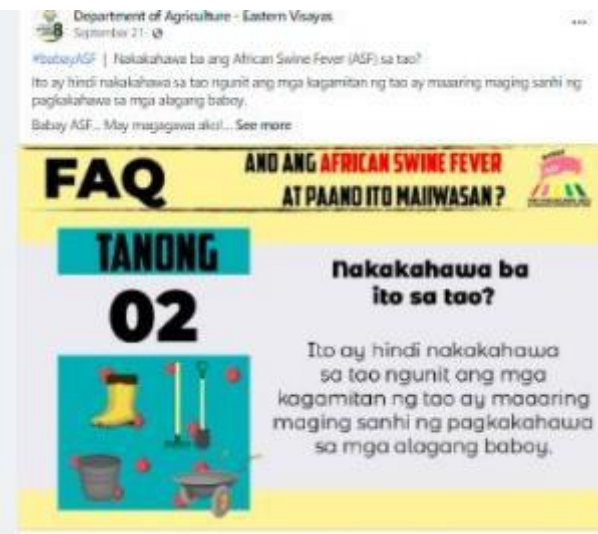 Department of Agriculture - Eastern Visayas
September 21
#babayASF | Nakakahawa ba ang African Swine Fever (ASF) sa tao?
Ito ay hindi nakakahawa sa tao ngunit ang mga kagamitan ng tao ay maaaring maging sanhi ng
pagkakahawa sa mga alagang baboy.
Babay ASF... May magagawa ako!... See more
FAQ
ANO ANG AFRICAN SWINE FEVER
AT PAANO ITO MAIIWASAN?
TANONG
02
Nakakahawa ba
ito sa tao?
Ito ay hindi nakakahawa
sa tao ngunit ang mga
kagamitan ng tao ay maaaring
maging sanhi ng pagkakahawa
sa mga alagang baboy.